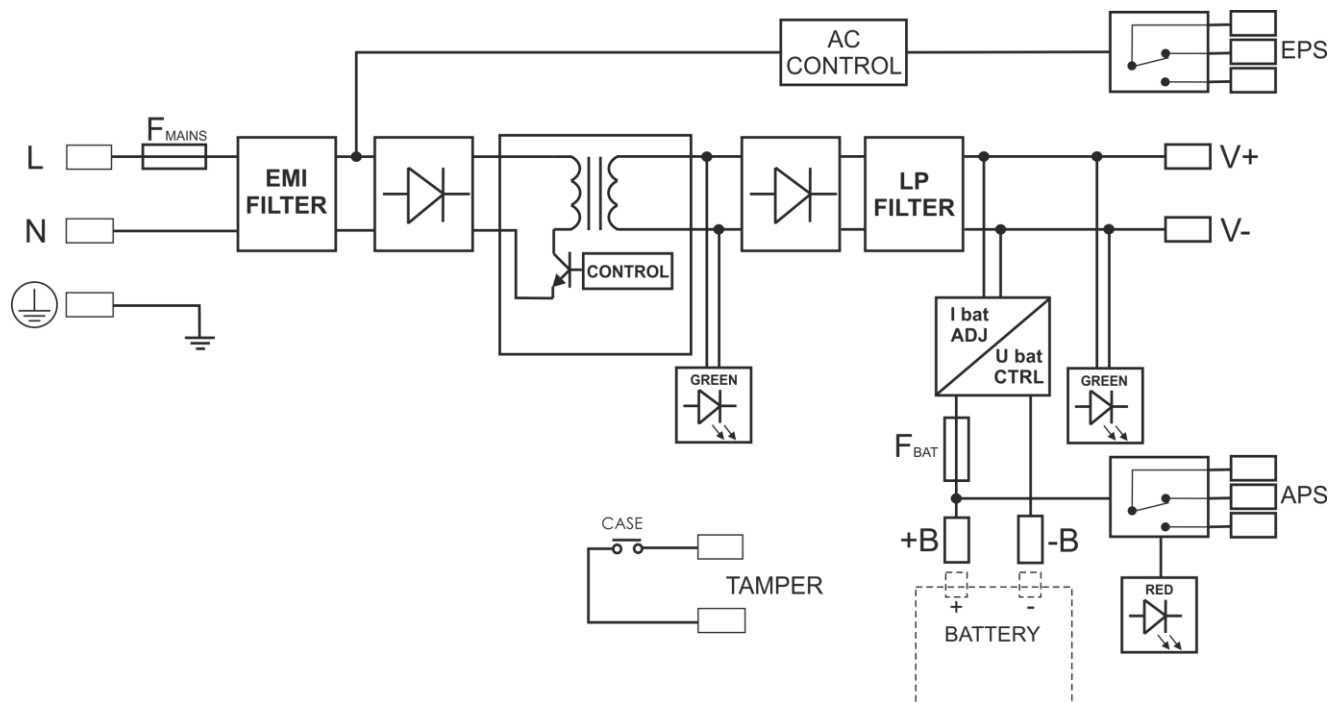 AC
CONTROL
EPS
L
FMAINS
EMI
FILTER
LP
FILTER
V+
N
V-
CONTROL
I bat
ADJ
U bat
CTRL
GREEN
GREEN
FBAT
APS
CASE
+B
-B
TAMPER
RED
+
-
BATTERY